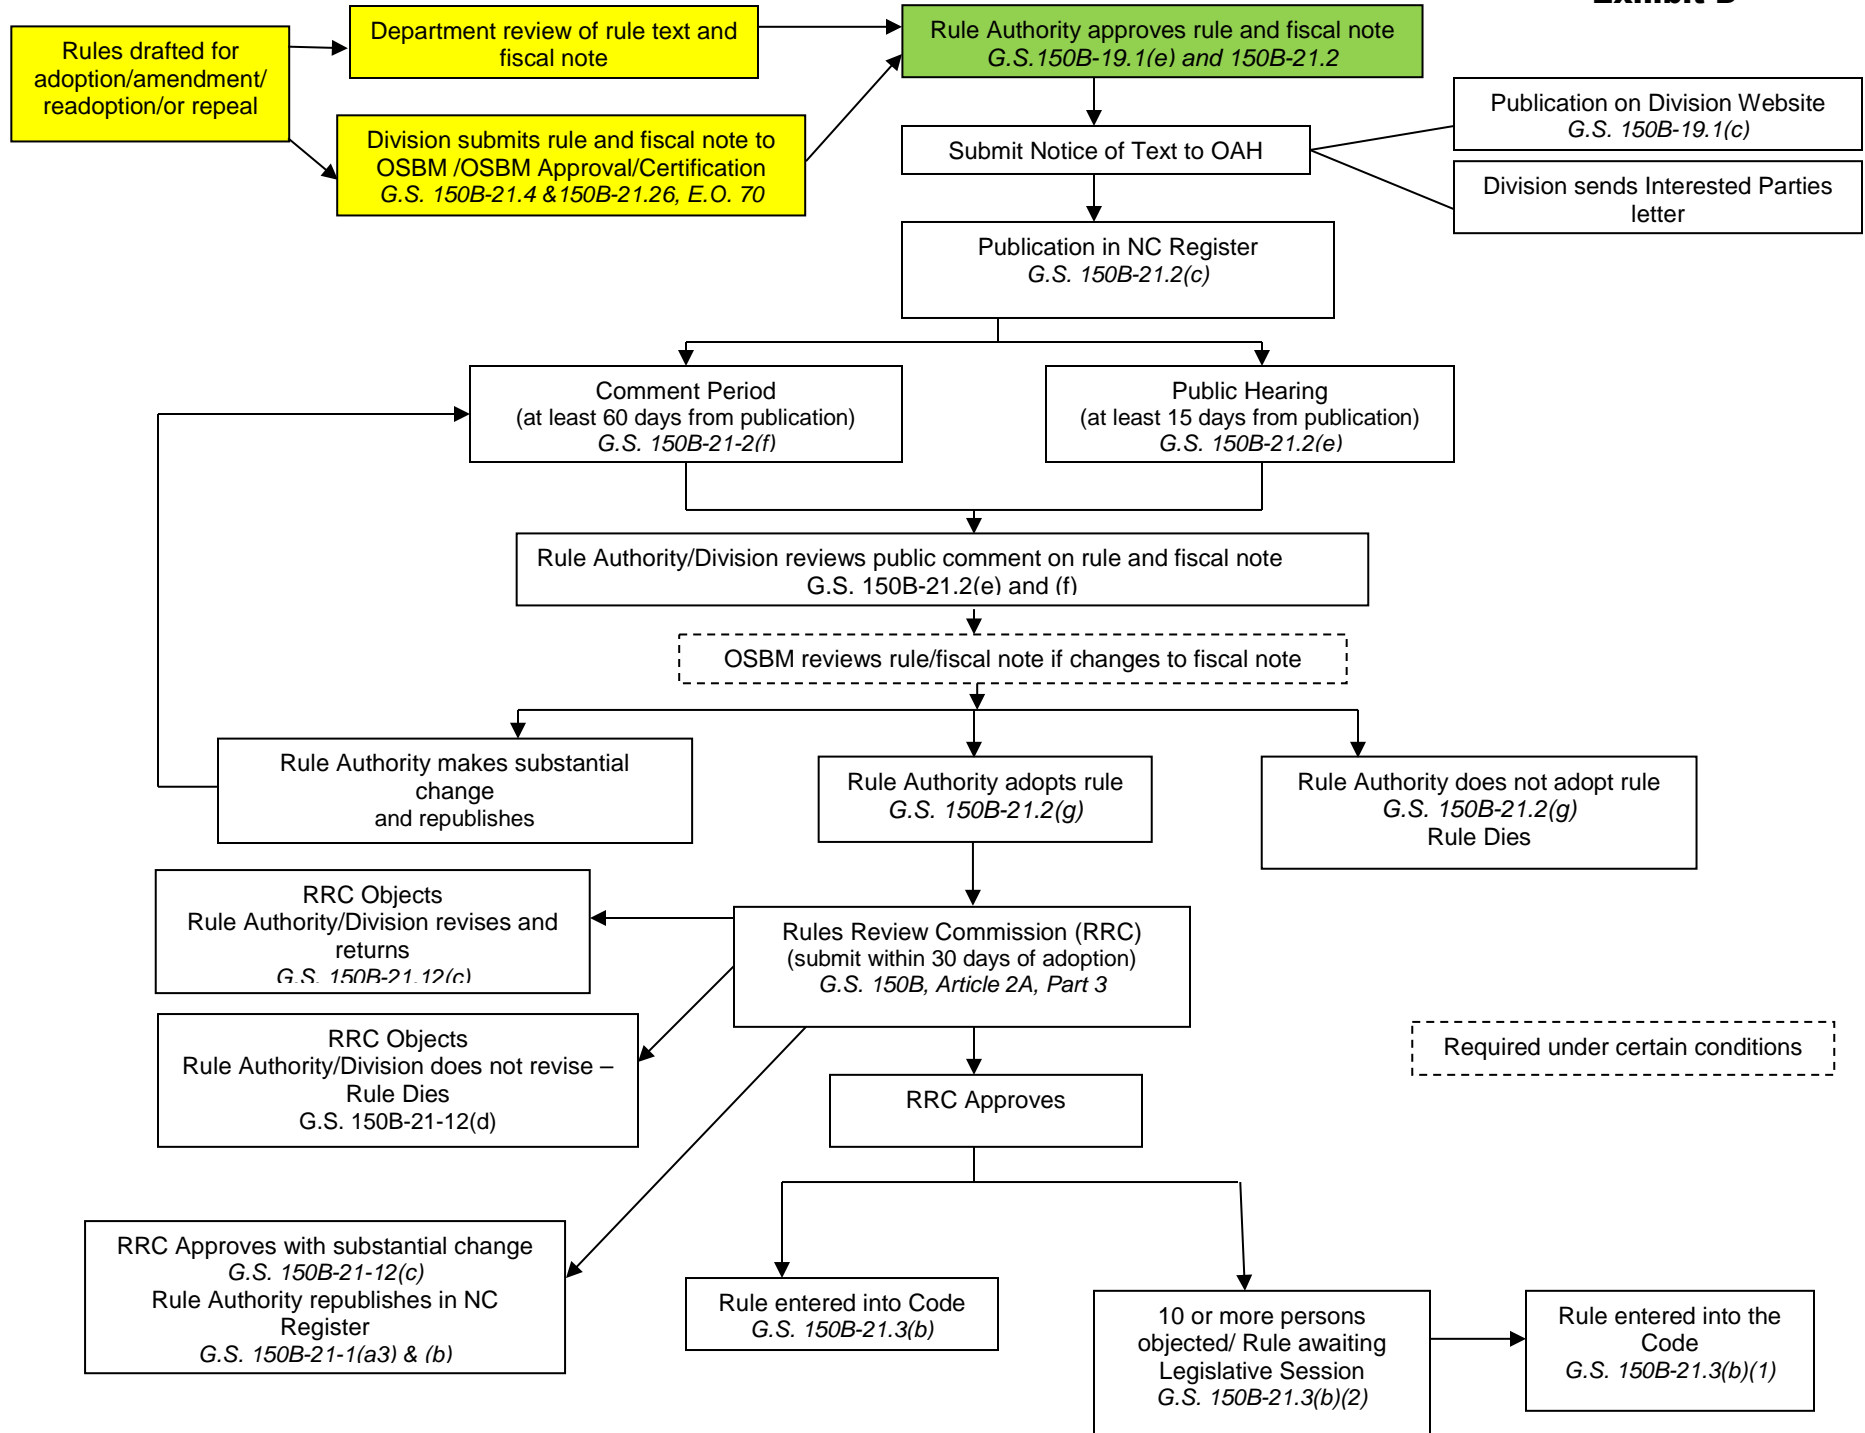 Exhibit B
Rules drafted for
adoption/amendment/
readoption/or repeal
Department review of rule text and
fiscal note
Rule Authority approves rule and fiscal note
G.S.150B-19.1(e) and 150B-21.2
Division submits rule and fiscal note to
OSBM /OSBM Approval/Certification
G.S. 150B-21.4 &150B-21.26, E.O. 70
Submit Notice of Text to OAH
Publication on Division Website
G.S. 150B-19.1(c)
Division sends Interested Parties
letter
Publication in NC Register
G.S. 150B-21.2(c)
Comment Period
(at least 60 days from publication)
G.S. 150B-21-2(f)
Public Hearing
(at least 15 days from publication)
G.S. 150B-21.2(e)
Rule Authority/Division reviews public comment on rule and fiscal note
G.S. 150B-21.2(e) and (f)
OSBM reviews rule/fiscal note if changes to fiscal note
Rule Authority makes substantial
change
and republishes
Rule Authority adopts rule
G.S. 150B-21.2(g)
Rule Authority does not adopt rule
G.S. 150B-21.2(g)
Rule Dies
RRC Objects
Rule Authority/Division revises and
returns
G.S. 150B-21.12(c)
Rules Review Commission (RRC)
(submit within 30 days of adoption)
G.S. 150B, Article 2A, Part 3
RRC Objects
Rule Authority/Division does not revise –
Rule Dies
G.S. 150B-21-12(d)
Required under certain conditions
RRC Approves
RRC Approves with substantial change
G.S. 150B-21-12(c)
Rule Authority republishes in NC
Register
G.S. 150B-21-1(a3) & (b)
Rule entered into Code
G.S. 150B-21.3(b)
10 or more persons
objected/ Rule awaiting
Legislative Session
G.S. 150B-21.3(b)(2)
Rule entered into the
Code
G.S. 150B-21.3(b)(1)